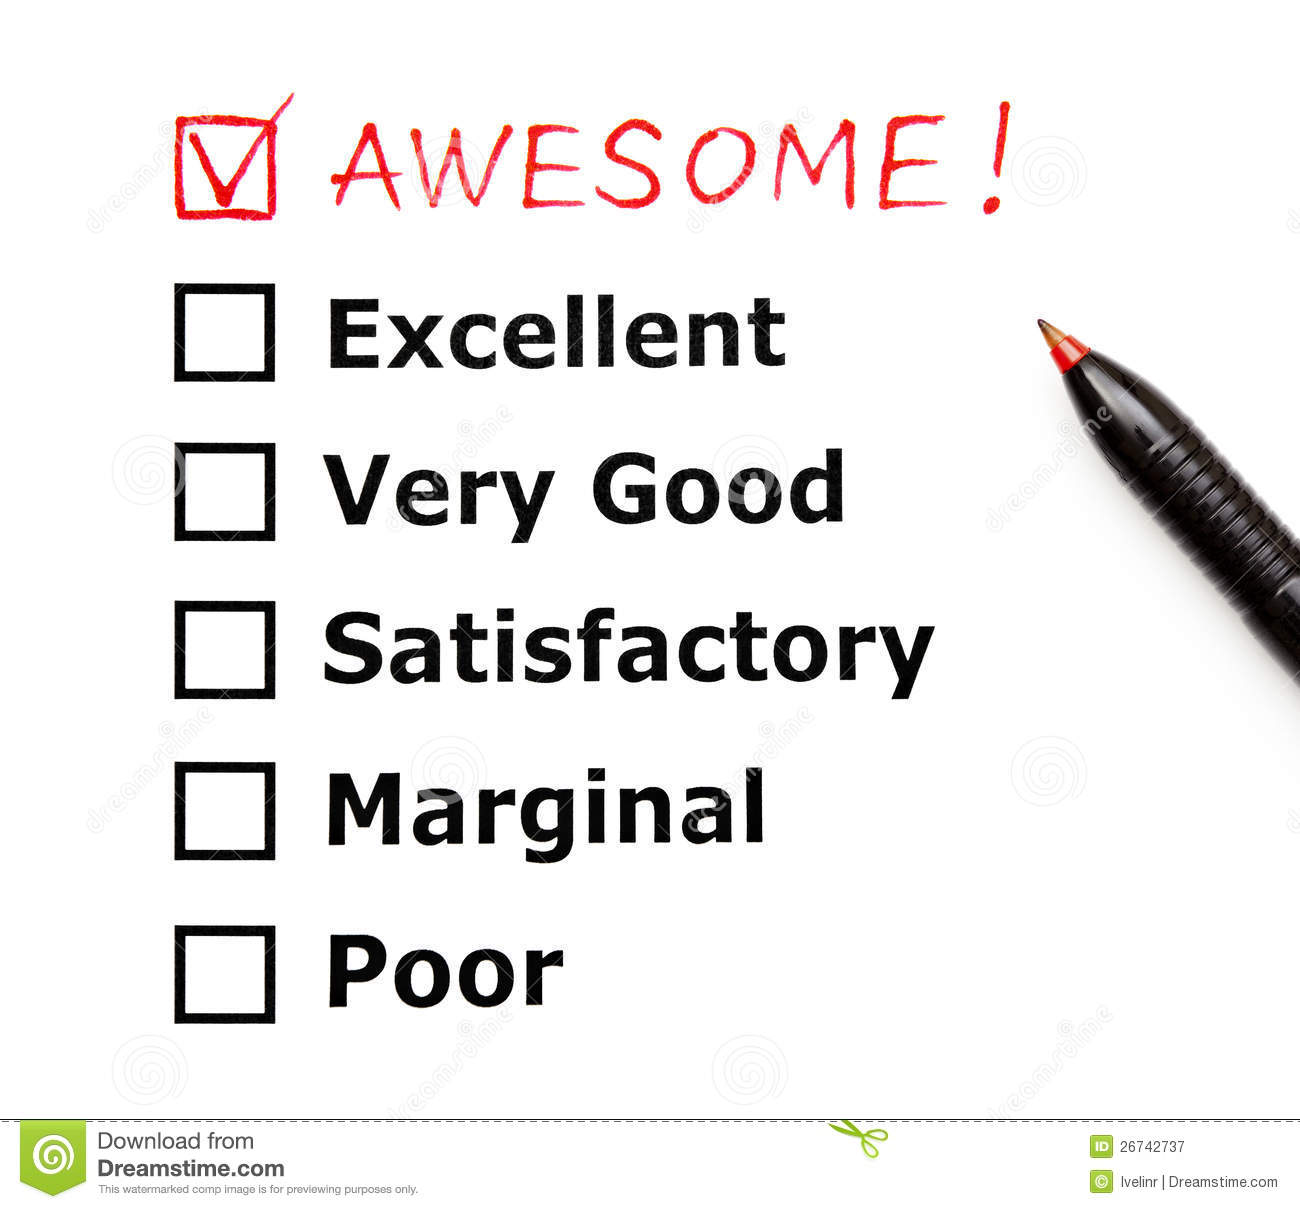 AWESOME!
Excellent
Very Good
Satisfactory
Marginal
Poor
Download from
Dreamstime.com
This watermarked comp image is for previewing purposes only.
ID 26742737
© Ivelinr | Dreamstime.com